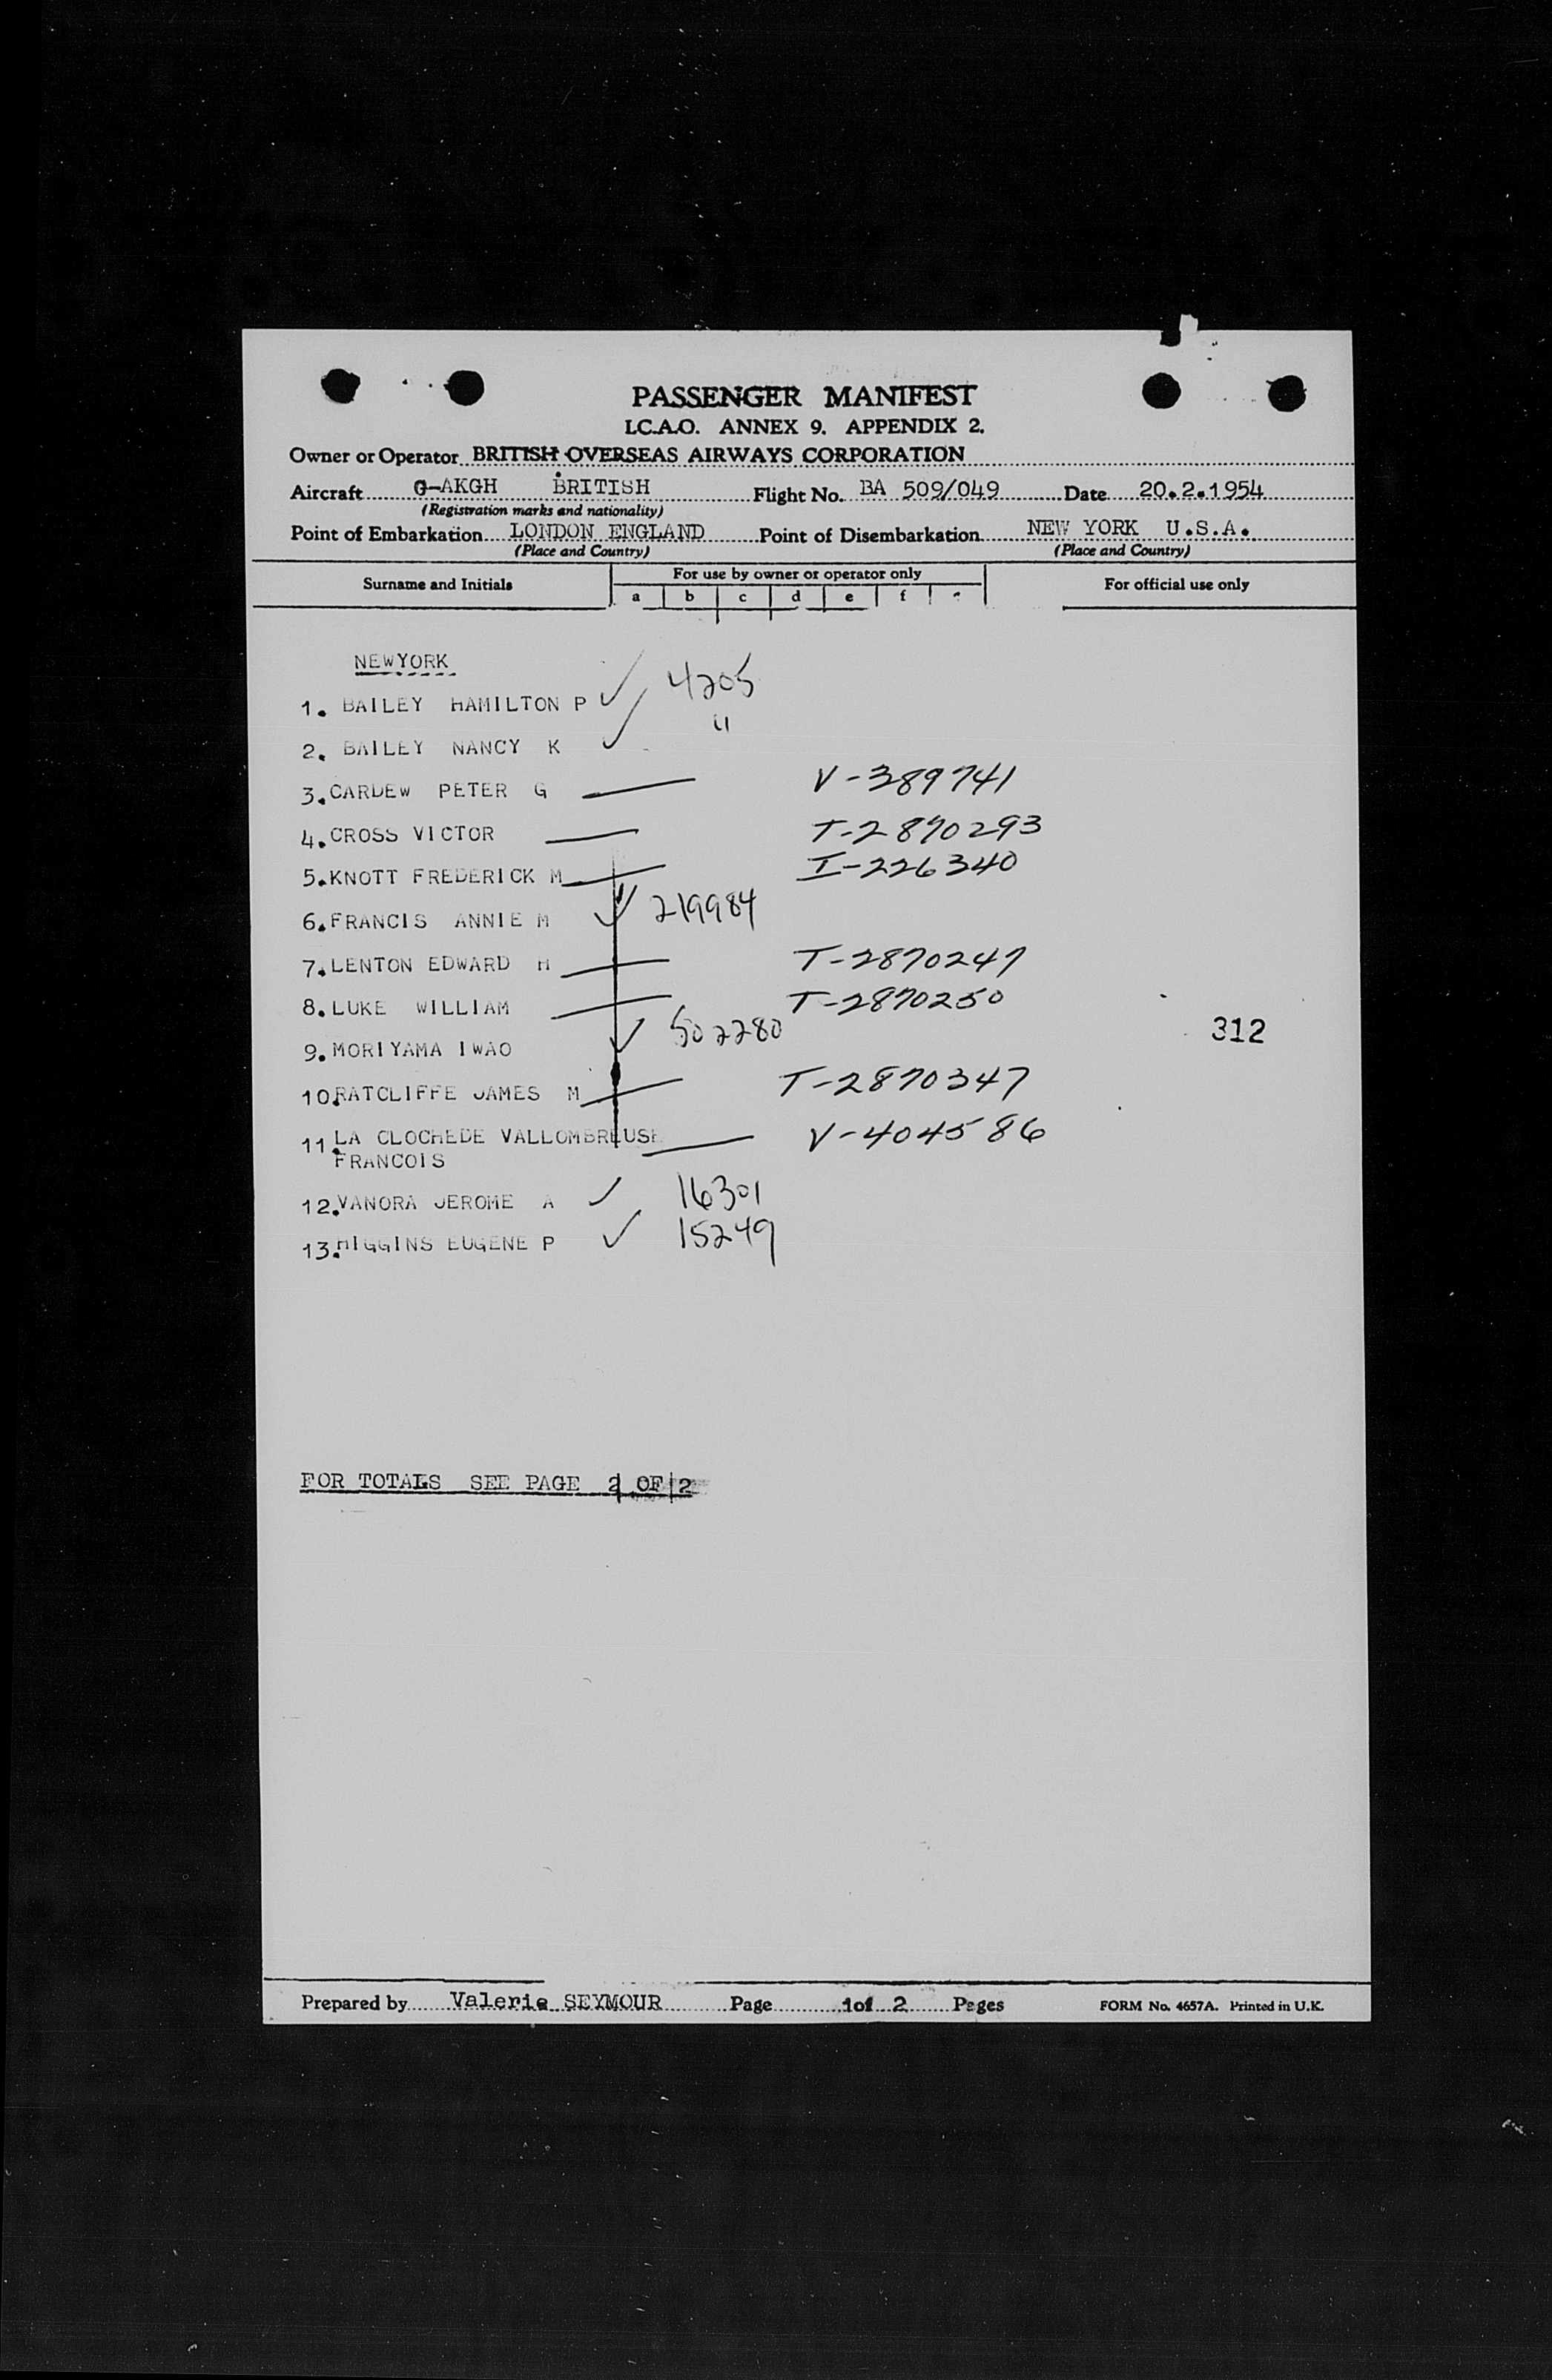 PASSENGER MANIFEST
I.C.A.O. ANNEX 9. APPENDIX 2.
Owner or Operator BRITISH OVERSEAS AIRWAYS CORPORATION
Aircraft G-AKGH BRITISH Flight No. BA 509/049 Date 20.2.1954
(Registration marks and nationality)
Point of Embarkation LONDON ENGLAND Point of Disembarkation NEW YORK U.S.A.
(Place and Country) (Place and Country)
Surname and Initials For use by owner or operator only For official use only
a b c d e f
NEWYORK
1. BAILEY HAMILTON P ✓ 4205
2. BAILEY NANCY K ✓ "
3. CARDEW PETER G — V-389741
4. CROSS VICTOR — T-2870293
5. KNOTT FREDERICK M — I-226340
6. FRANCIS ANNIE M ✓ 219984
7. LENTON EDWARD H — T-2870247
8. LUKE WILLIAM — T-2870250
9. MORIYAMA IWAO ✓ 502280 312
10. RATCLIFFE JAMES M — T-2870347
11. LA CLOCHEDE VALLOMBREUSE — V-404586
FRANCOIS
12. VANORA JEROME A ✓ 16301
13. HIGGINS EUGENE P ✓ 15249
FOR TOTALS SEE PAGE 2 OF 2
Prepared by Valerie SEYMOUR Page 1 of 2 Pages FORM No. 4657A. Printed in U.K.